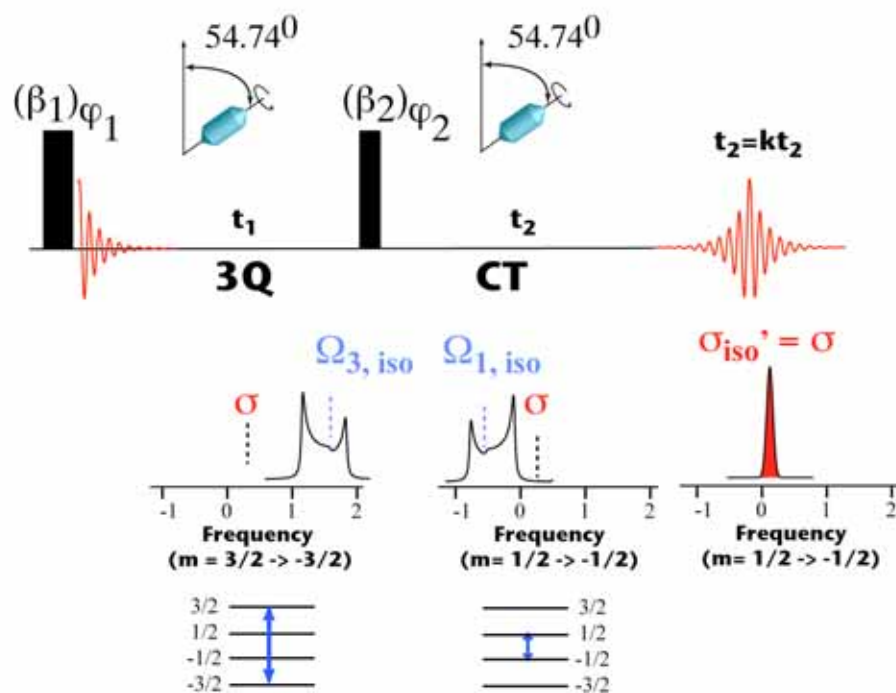 54.74⁰ 54.74⁰
(β₁)φ₁ (β₂)φ₂
t₂=kt₂
t₁ t₂
3Q CT
Ω₃, iso Ω₁, iso σiso' = σ
σ σ
-1 0 1 2 -1 0 1 2 -1 0 1 2
Frequency Frequency Frequency
(m = 3/2 -> -3/2) (m= 1/2 -> -1/2) (m= 1/2 -> -1/2)
3/2 3/2
1/2 1/2
-1/2 -1/2
-3/2 -3/2